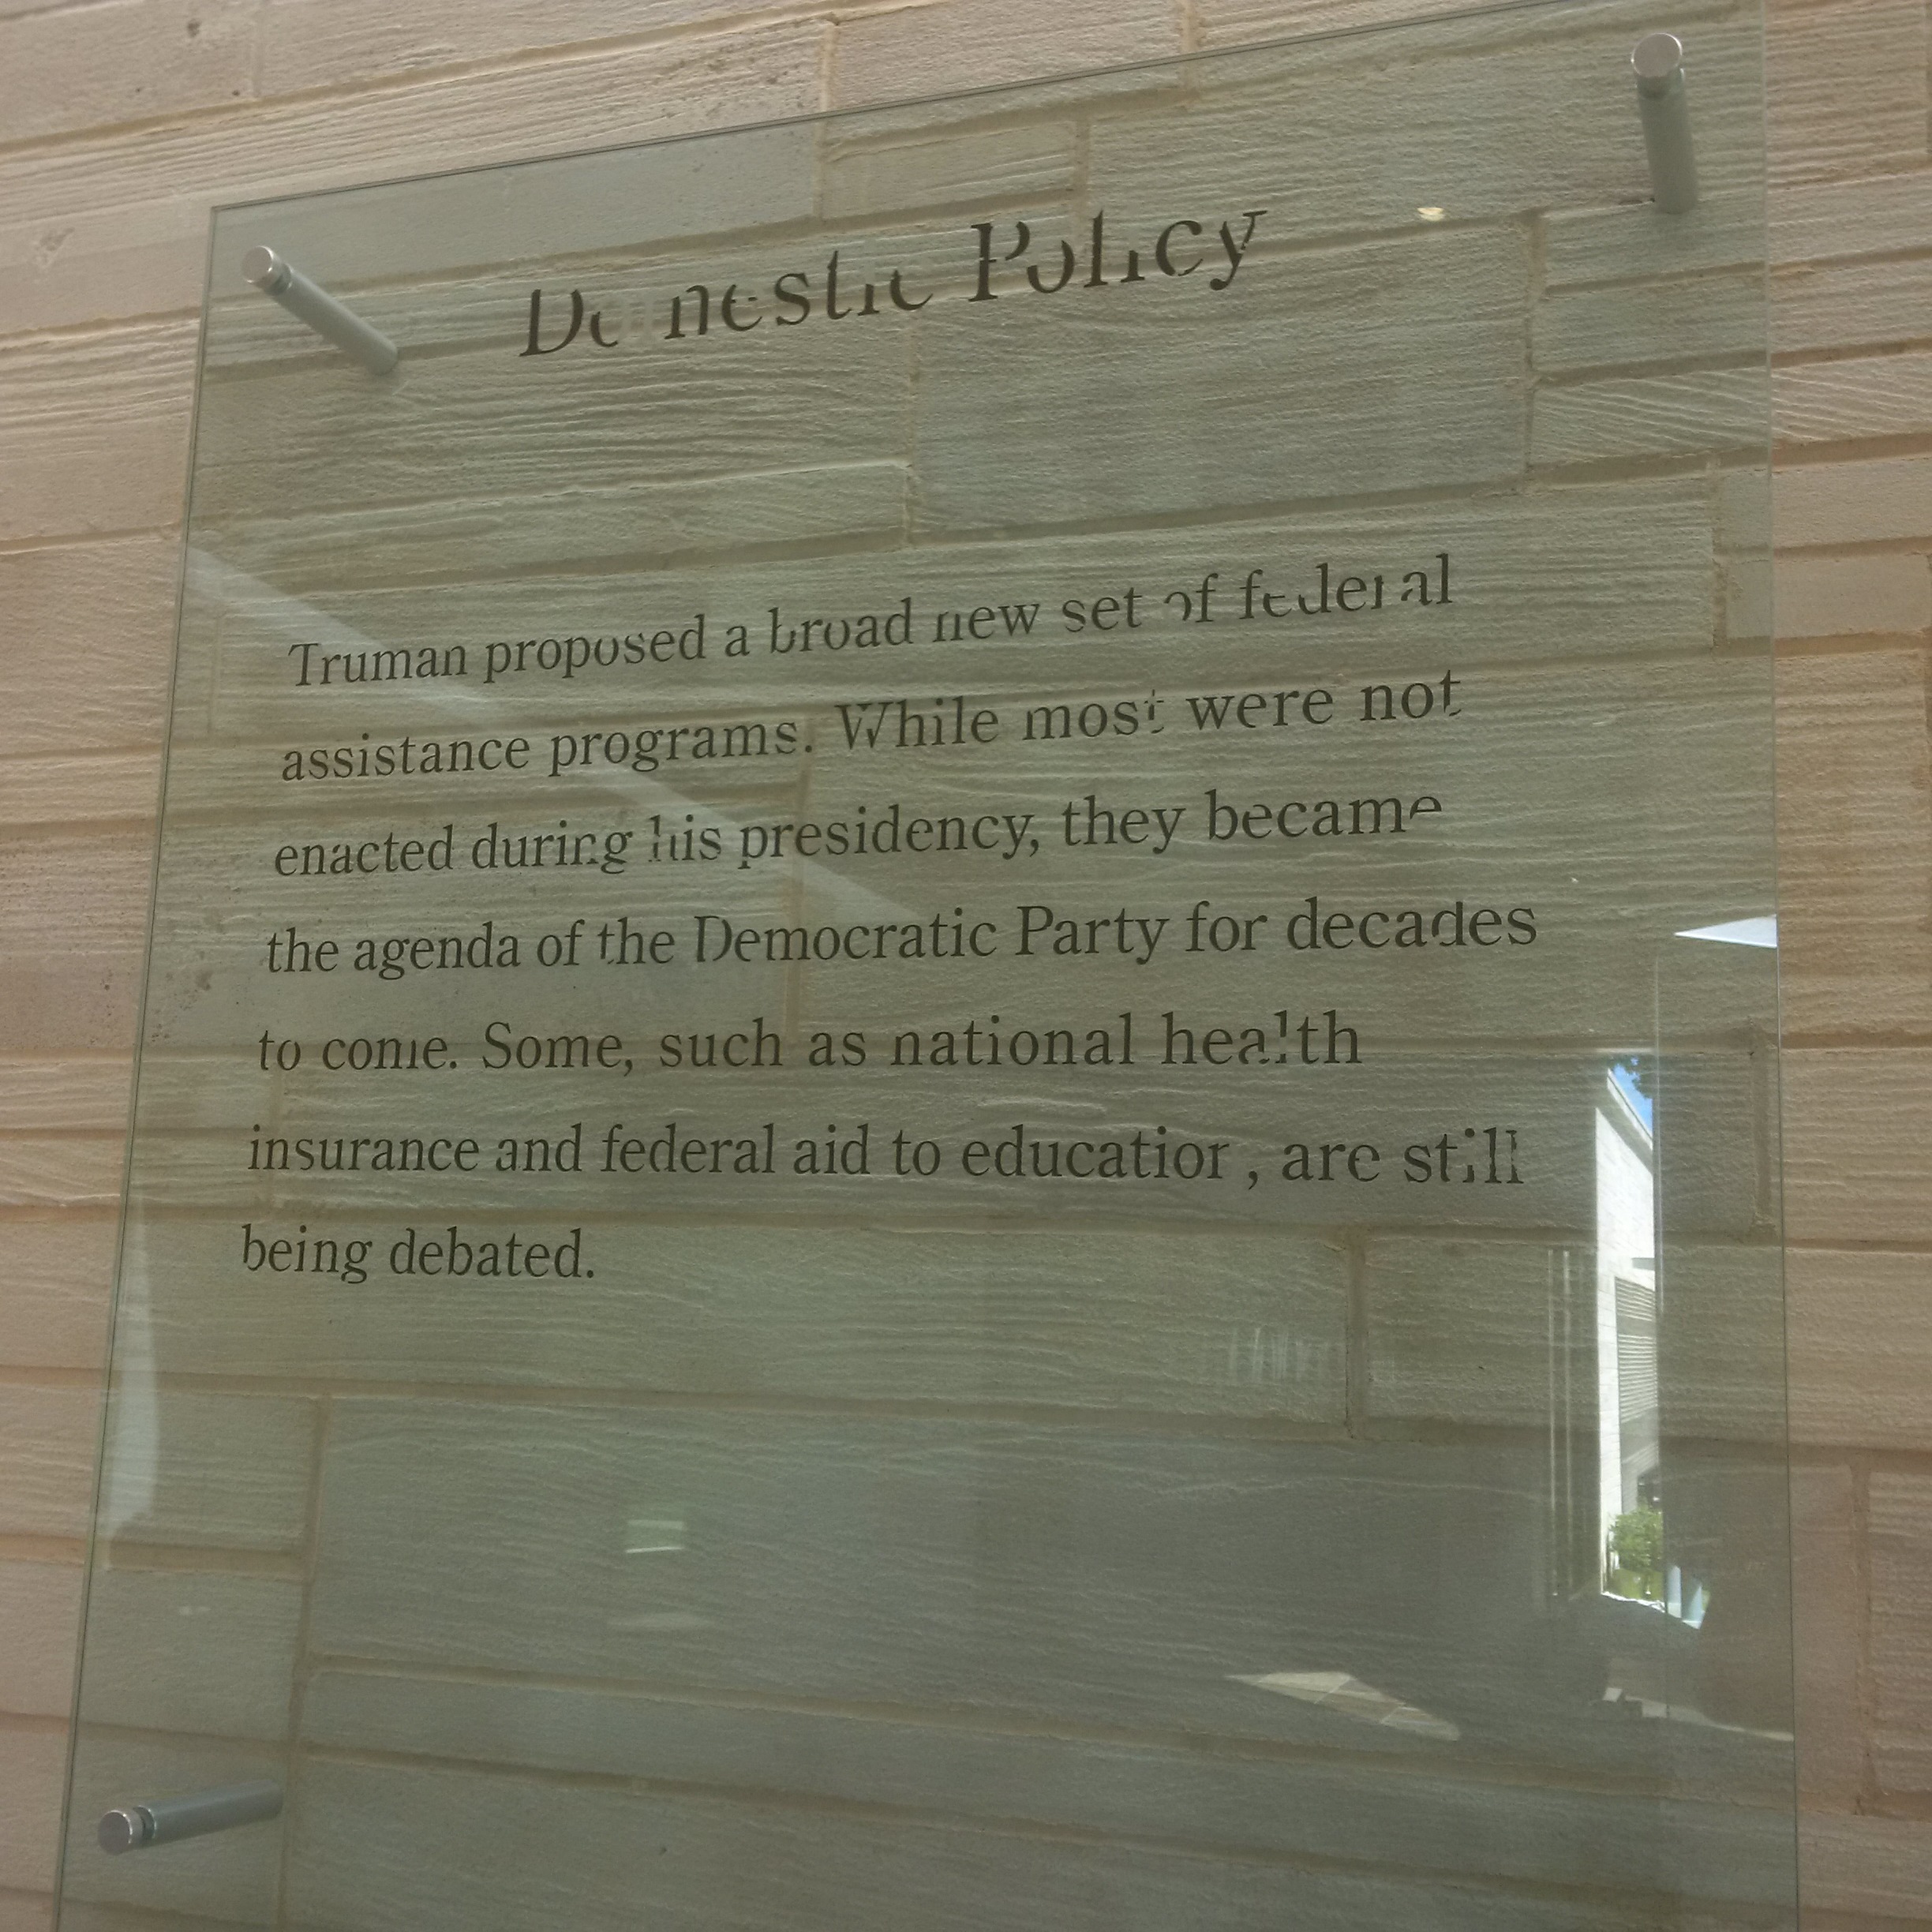 Domestic Policy
Truman proposed a broad new set of federal
assistance programs. While most were not
enacted during his presidency, they became
the agenda of the Democratic Party for decades
to come. Some, such as national health
insurance and federal aid to education, are still
being debated.